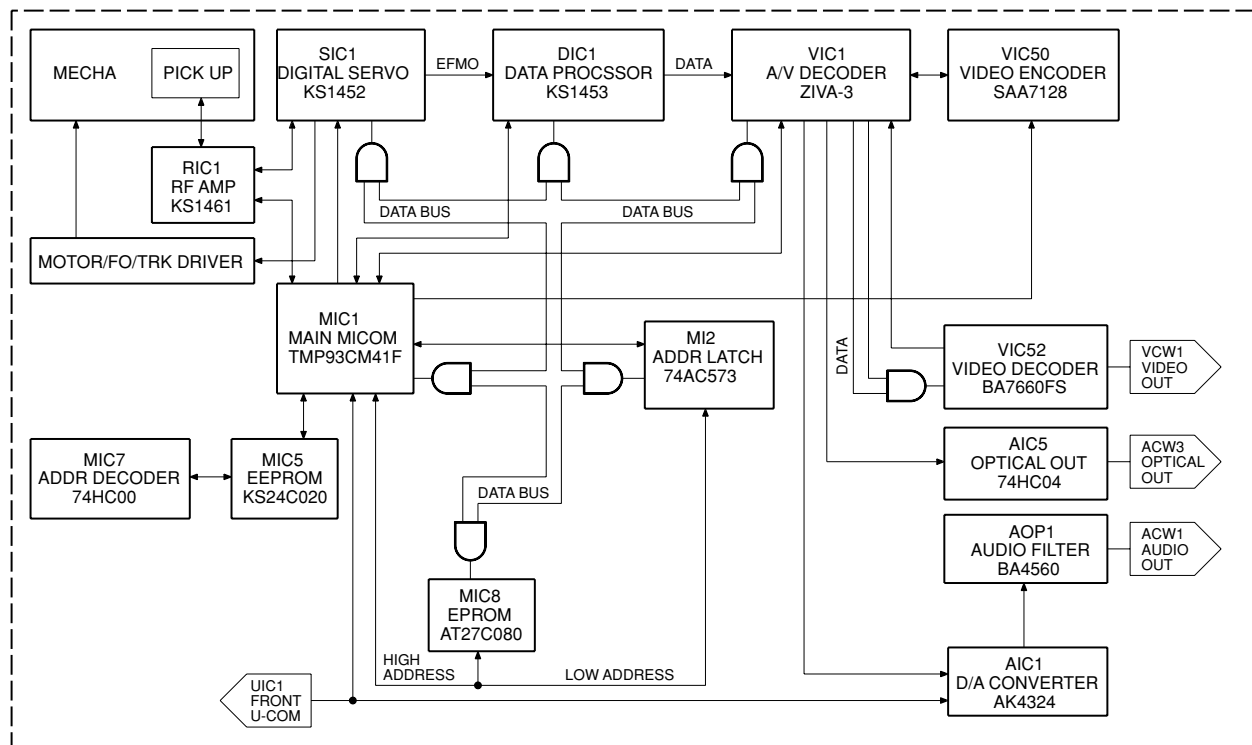 MECHA
PICK UP
SIC1
DIGITAL SERVO
KS1452
EFMO
DIC1
DATA PROCSSOR
KS1453
DATA
VIC1
A/V DECODER
ZIVA-3
VIC50
VIDEO ENCODER
SAA7128
RIC1
RF AMP
KS1461
DATA BUS
DATA BUS
MOTOR/FO/TRK DRIVER
MIC1
MAIN MICOM
TMP93CM41F
MI2
ADDR LATCH
74AC573
DATA
VIC52
VIDEO DECODER
BA7660FS
VCW1
VIDEO
OUT
MIC7
ADDR DECODER
74HC00
MIC5
EEPROM
KS24C020
DATA BUS
AIC5
OPTICAL OUT
74HC04
ACW3
OPTICAL
OUT
AOP1
AUDIO FILTER
BA4560
ACW1
AUDIO
OUT
MIC8
EPROM
AT27C080
HIGH
ADDRESS
LOW ADDRESS
UIC1
FRONT
U-COM
AIC1
D/A CONVERTER
AK4324